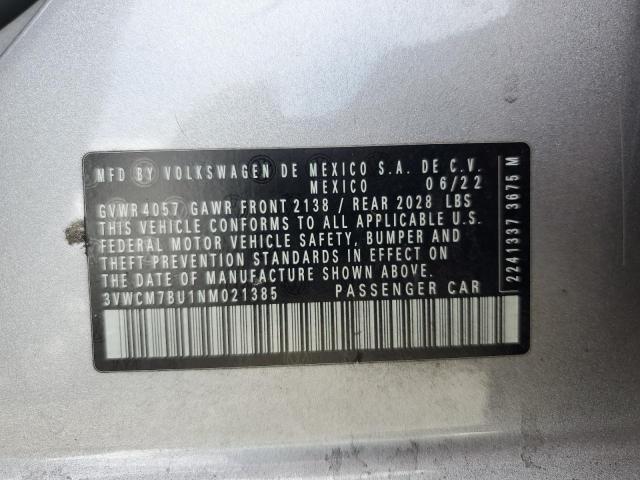 MFD BY VOLKSWAGEN DE MEXICO S.A. DE C.V.
MEXICO 06/22
GVWR 4057 GAWR FRONT 2138 / REAR 2028 LBS
THIS VEHICLE CONFORMS TO ALL APPLICABLE U.S.
FEDERAL MOTOR VEHICLE SAFETY, BUMPER AND
THEFT PREVENTION STANDARDS IN EFFECT ON
THE DATE OF MANUFACTURE SHOWN ABOVE.
3VWCM7BU1NM021385 PASSENGER CAR
2241337 3675 M